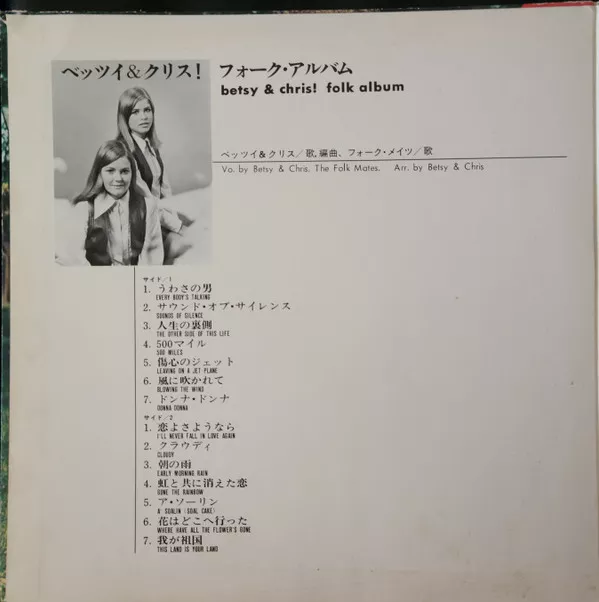 ベッツイ&クリス! フォーク・アルバム
betsy & chris! folk album
ベッツイ&クリス/歌,編曲、フォーク・メイツ/歌
Vo. by Betsy & Chris. The Folk Mates. Arr. by Betsy & Chris
サイド/1
1. うわさの男
EVERY BODY'S TALKING
2. サウンド・オブ・サイレンス
SOUNDS OF SILENCE
3. 人生の裏側
THE OTHER SIDE OF THIS LIFE
4. 500マイル
500 MILES
5. 傷心のジェット
LEAVING ON A JET PLANE
6. 風に吹かれて
BLOWING THE WIND
7. ドンナ・ドンナ
DONNA DONNA
サイド/2
1. 恋よさようなら
I'LL NEVER FALL IN LOVE AGAIN
2. クラウディ
CLOUDY
3. 朝の雨
EARLY MORNING RAIN
4. 虹と共に消えた恋
GONE THE RAINBOW
5. ア・ソーリン
A' SOALIN (SOAL CAKE)
6. 花はどこへ行った
WHERE HAVE ALL THE FLOWER'S GONE
7. 我が祖国
THIS LAND IS YOUR LAND